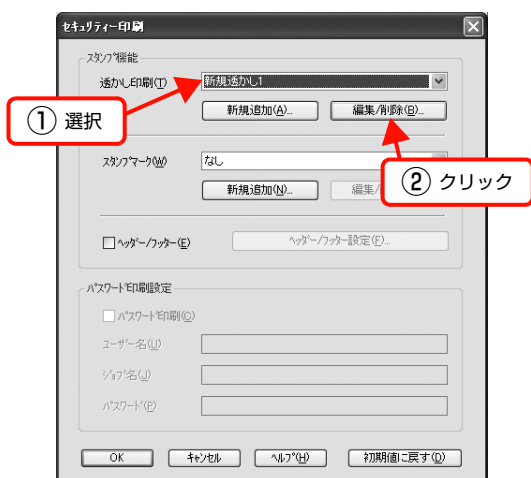 セキュリティー印刷
スタンプ機能
透かし印刷(T)
新規透かし1
新規追加(A)...
編集/削除(B)...
① 選択
② クリック
スタンプマーク(W)
なし
新規追加(N)...
編集/
ヘッダー/フッター(E)
ヘッダー/フッター設定(F)...
パスワード印刷設定
パスワード印刷(C)
ユーザー名(U)
ジョブ名(J)
パスワード(P)
OK
キャンセル
ヘルプ(H)
初期値に戻す(D)